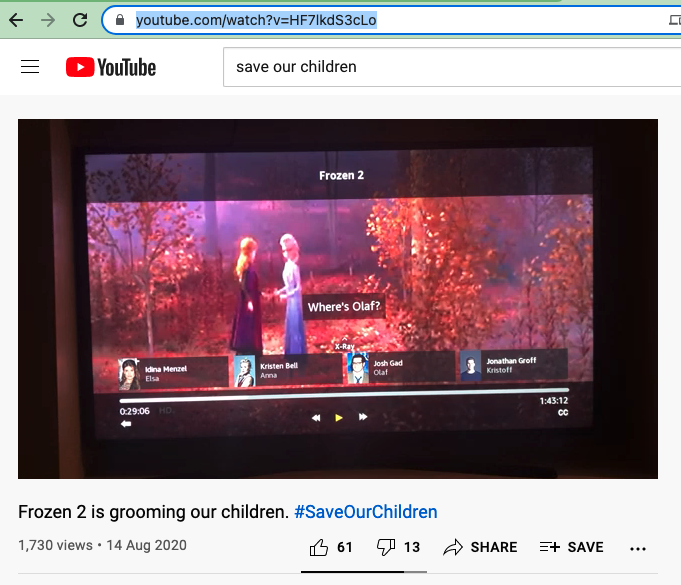 youtube.com/watch?v=HF7lkdS3cLo
YouTube
save our children
Frozen 2
Where's Olaf?
X-Ray
Idina Menzel
Elsa
Kristen Bell
Anna
Josh Gad
Olaf
Jonathan Groff
Kristoff
0:29:06 HD
1:43:12
CC
Frozen 2 is grooming our children. #SaveOurChildren
1,730 views • 14 Aug 2020
61 13 SHARE SAVE